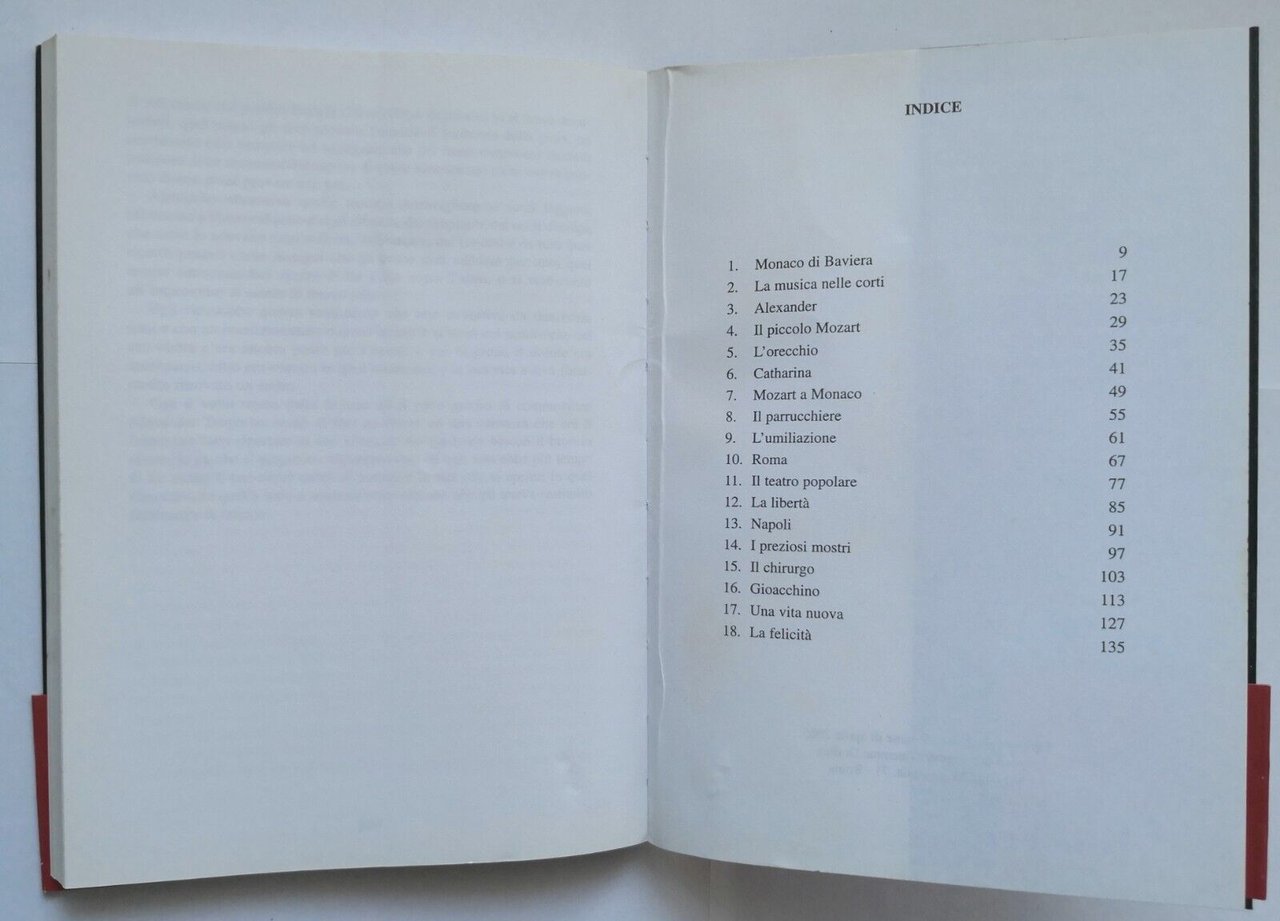 INDICE
1. Monaco di Baviera 9
2. La musica nelle corti 17
3. Alexander 23
4. Il piccolo Mozart 29
5. L'orecchio 35
6. Catharina 41
7. Mozart a Monaco 49
8. Il parrucchiere 55
9. L'umiliazione 61
10. Roma 67
11. Il teatro popolare 77
12. La libertà 85
13. Napoli 91
14. I preziosi mostri 97
15. Il chirurgo 103
16. Gioacchino 113
17. Una vita nuova 127
18. La felicità 135